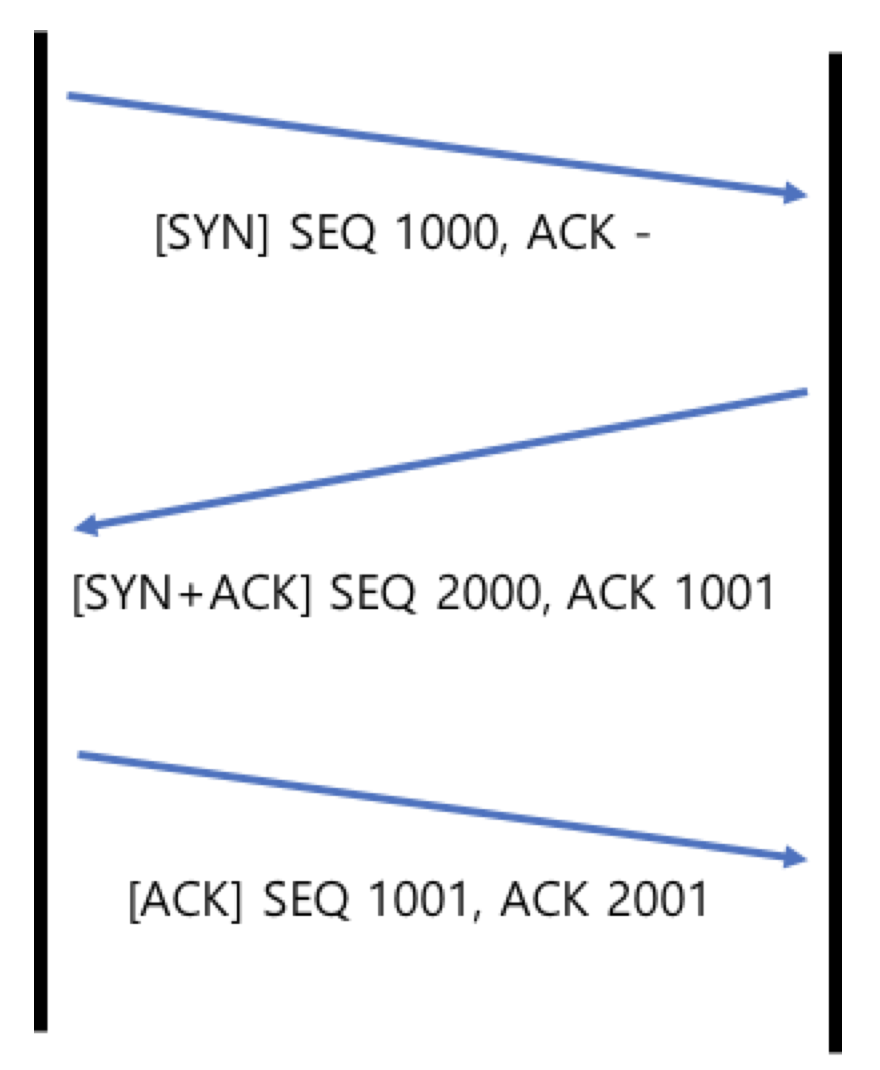 [SYN] SEQ 1000, ACK -
[SYN+ACK] SEQ 2000, ACK 1001
[ACK] SEQ 1001, ACK 2001